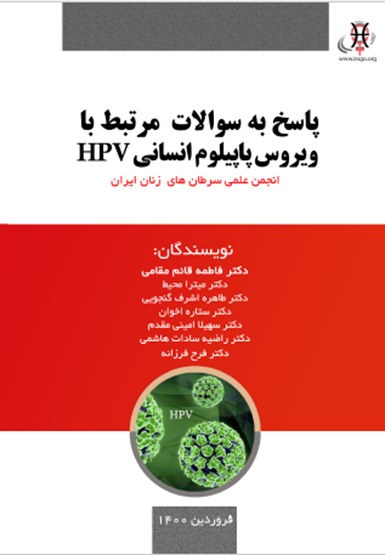 www.isgo.org
پاسخ به سوالات مرتبط با
ویروس پاپیلوم انسانی HPV
انجمن علمی سرطان های زنان ایران
نویسندگان:
دکتر فاطمه قائم مقامی
دکتر میترا محیط
دکتر طاهره اشرف گنجویی
دکتر ستاره اخوان
دکتر سهیلا امینی مقدم
دکتر راضیه سادات هاشمی
دکتر فرح فرزانه
HPV
فروردین ۱۴۰۰